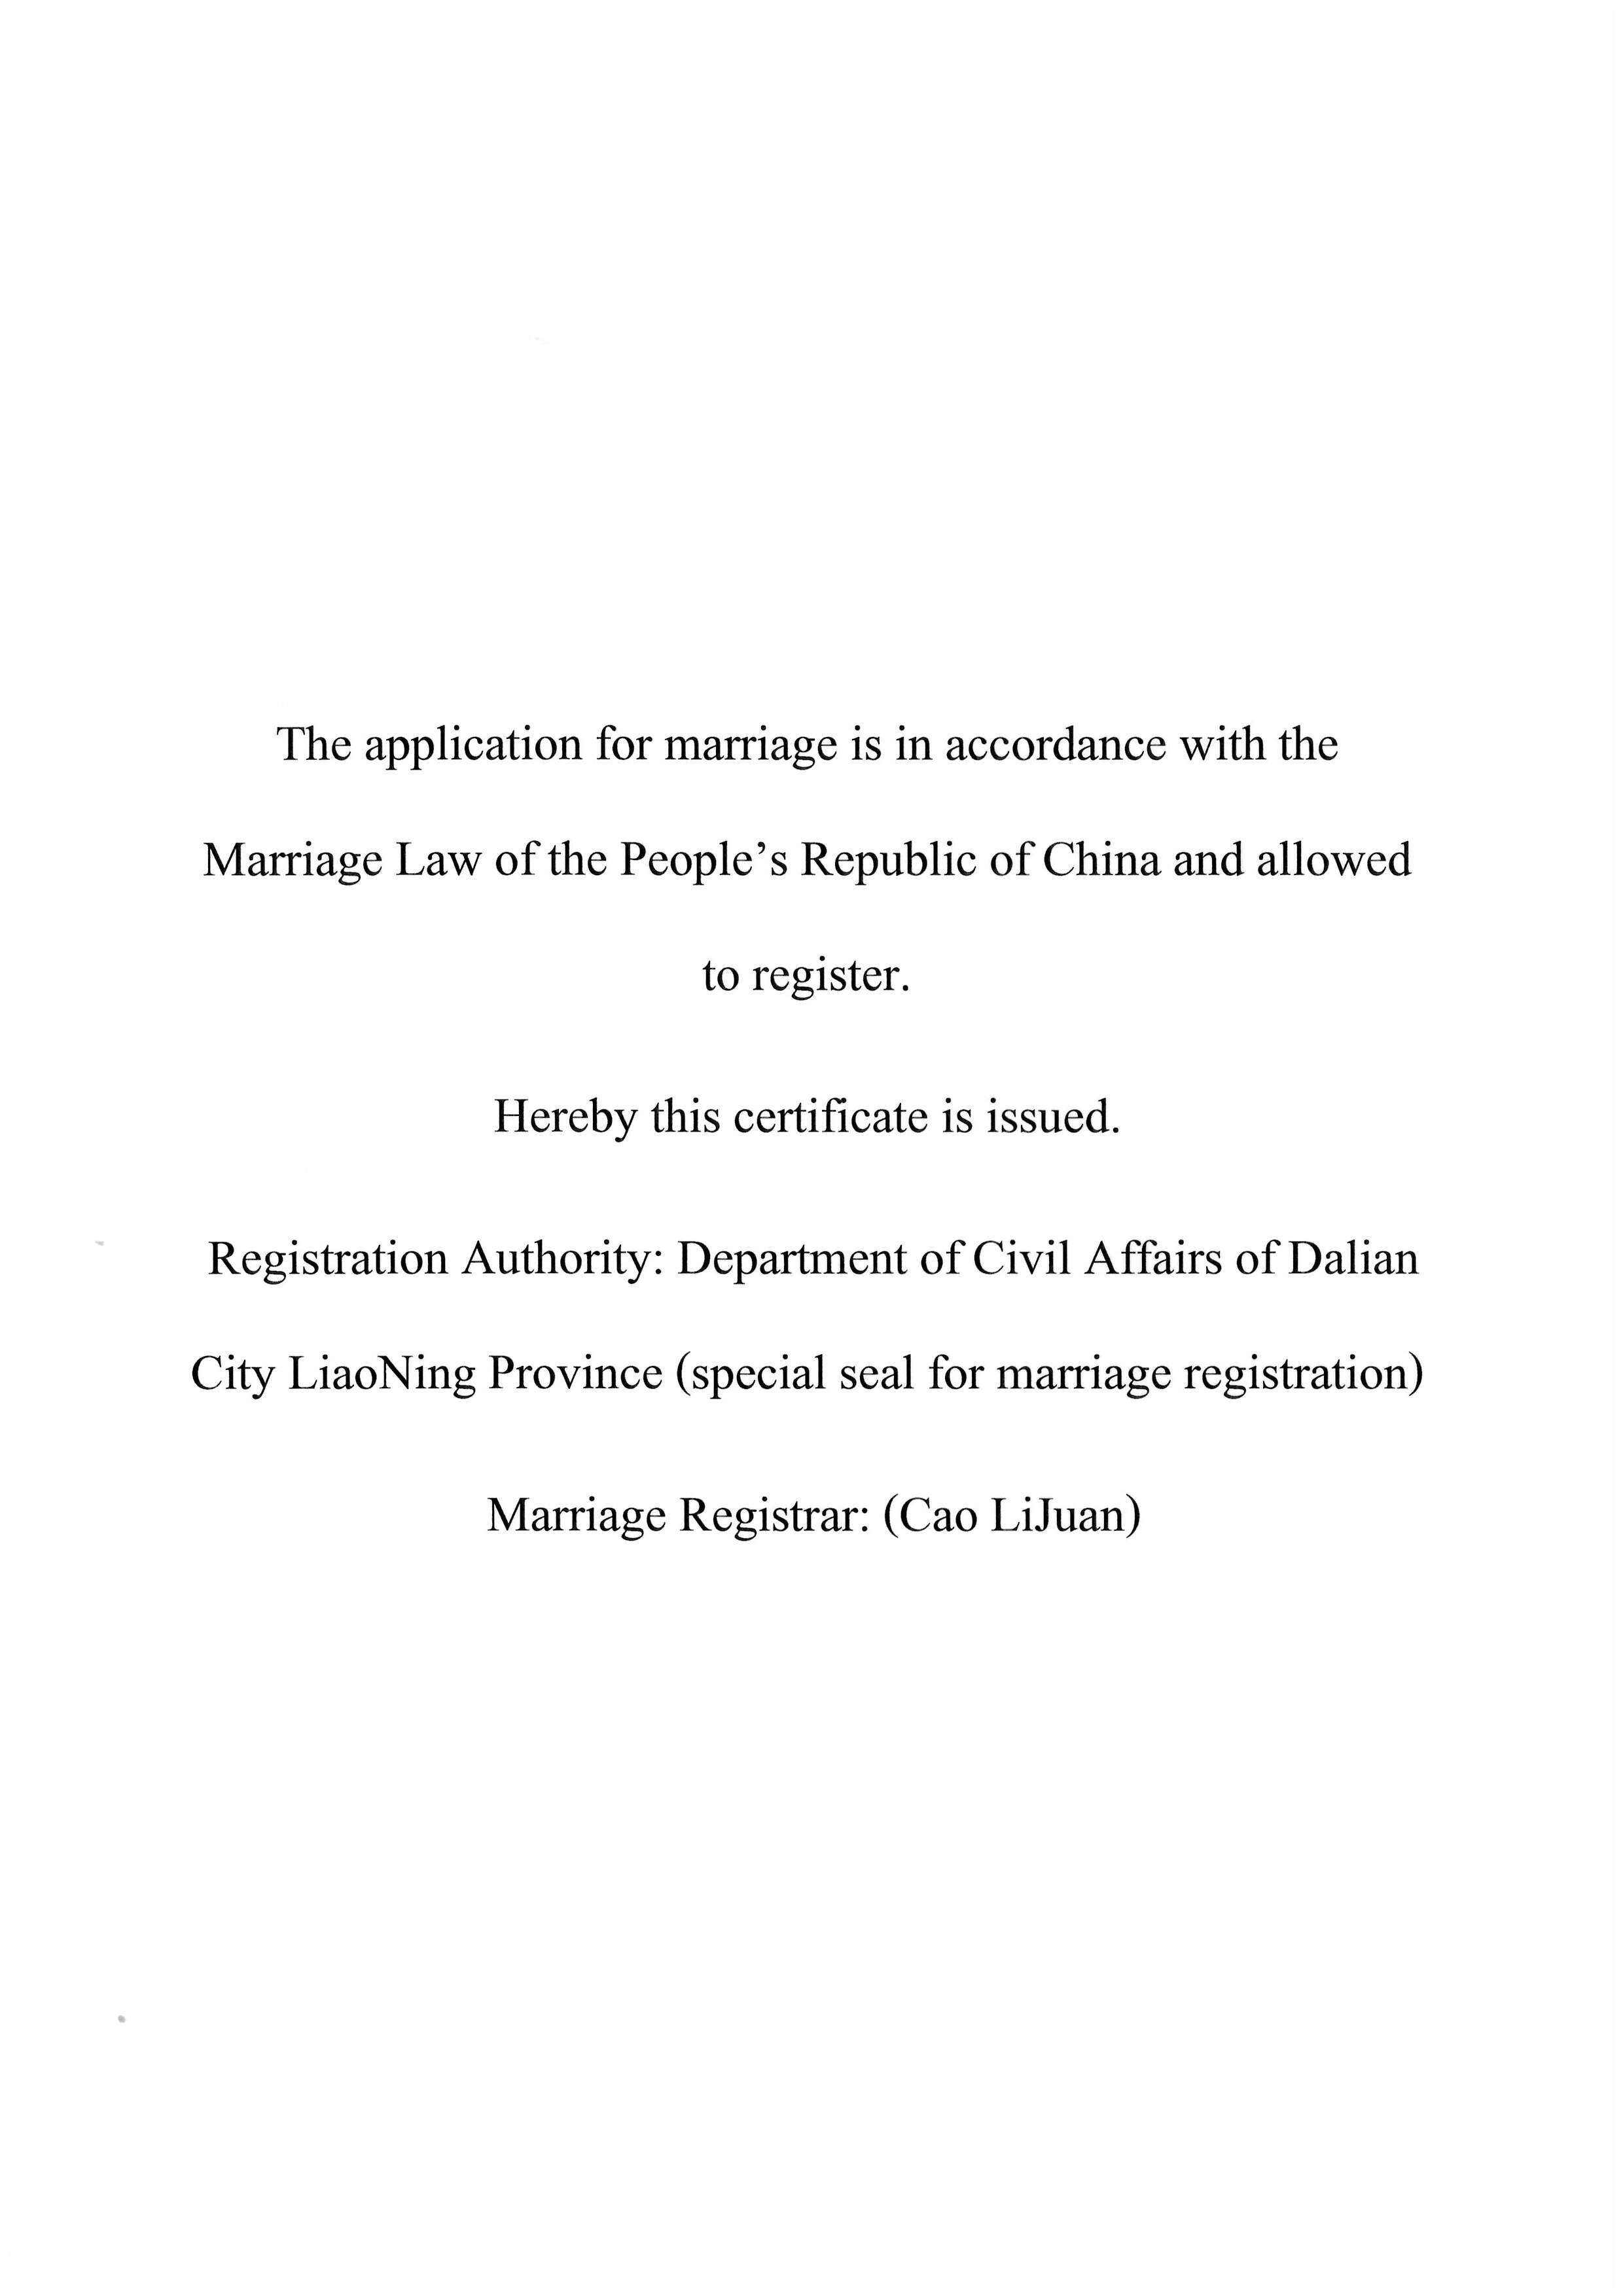 The application for marriage is in accordance with the
Marriage Law of the People’s Republic of China and allowed
to register.
Hereby this certificate is issued.
Registration Authority: Department of Civil Affairs of Dalian
City LiaoNing Province (special seal for marriage registration)
Marriage Registrar: (Cao LiJuan)